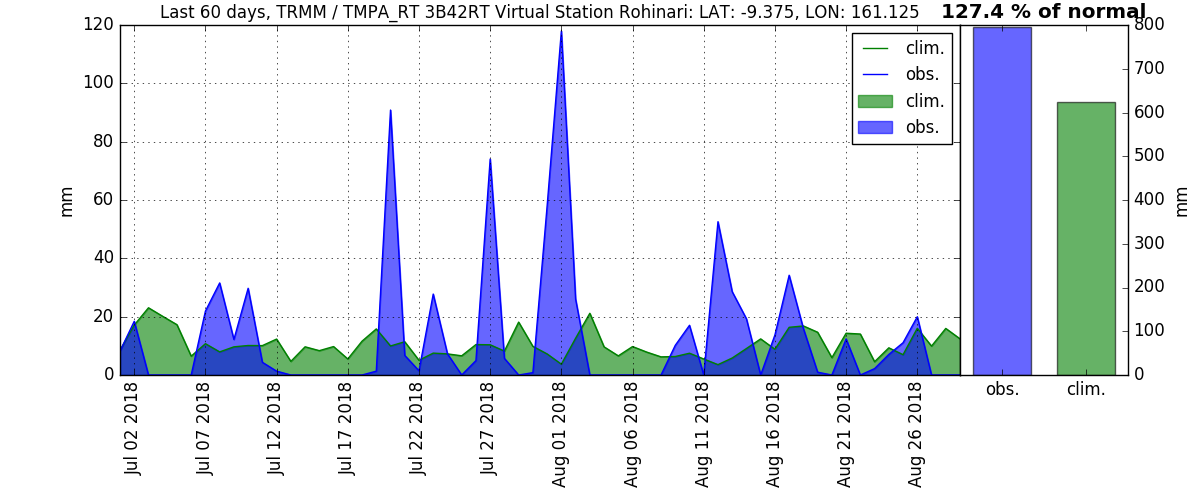 Last 60 days, TRMM / TMPA_RT 3B42RT Virtual Station Rohinari: LAT: -9.375, LON: 161.125
127.4 % of normal
120
100
80
60
40
20
0
mm
clim.
obs.
clim.
obs.
800
700
600
500
400
300
200
100
0
mm
Jul 02 2018
Jul 07 2018
Jul 12 2018
Jul 17 2018
Jul 22 2018
Jul 27 2018
Aug 01 2018
Aug 06 2018
Aug 11 2018
Aug 16 2018
Aug 21 2018
Aug 26 2018
obs.
clim.